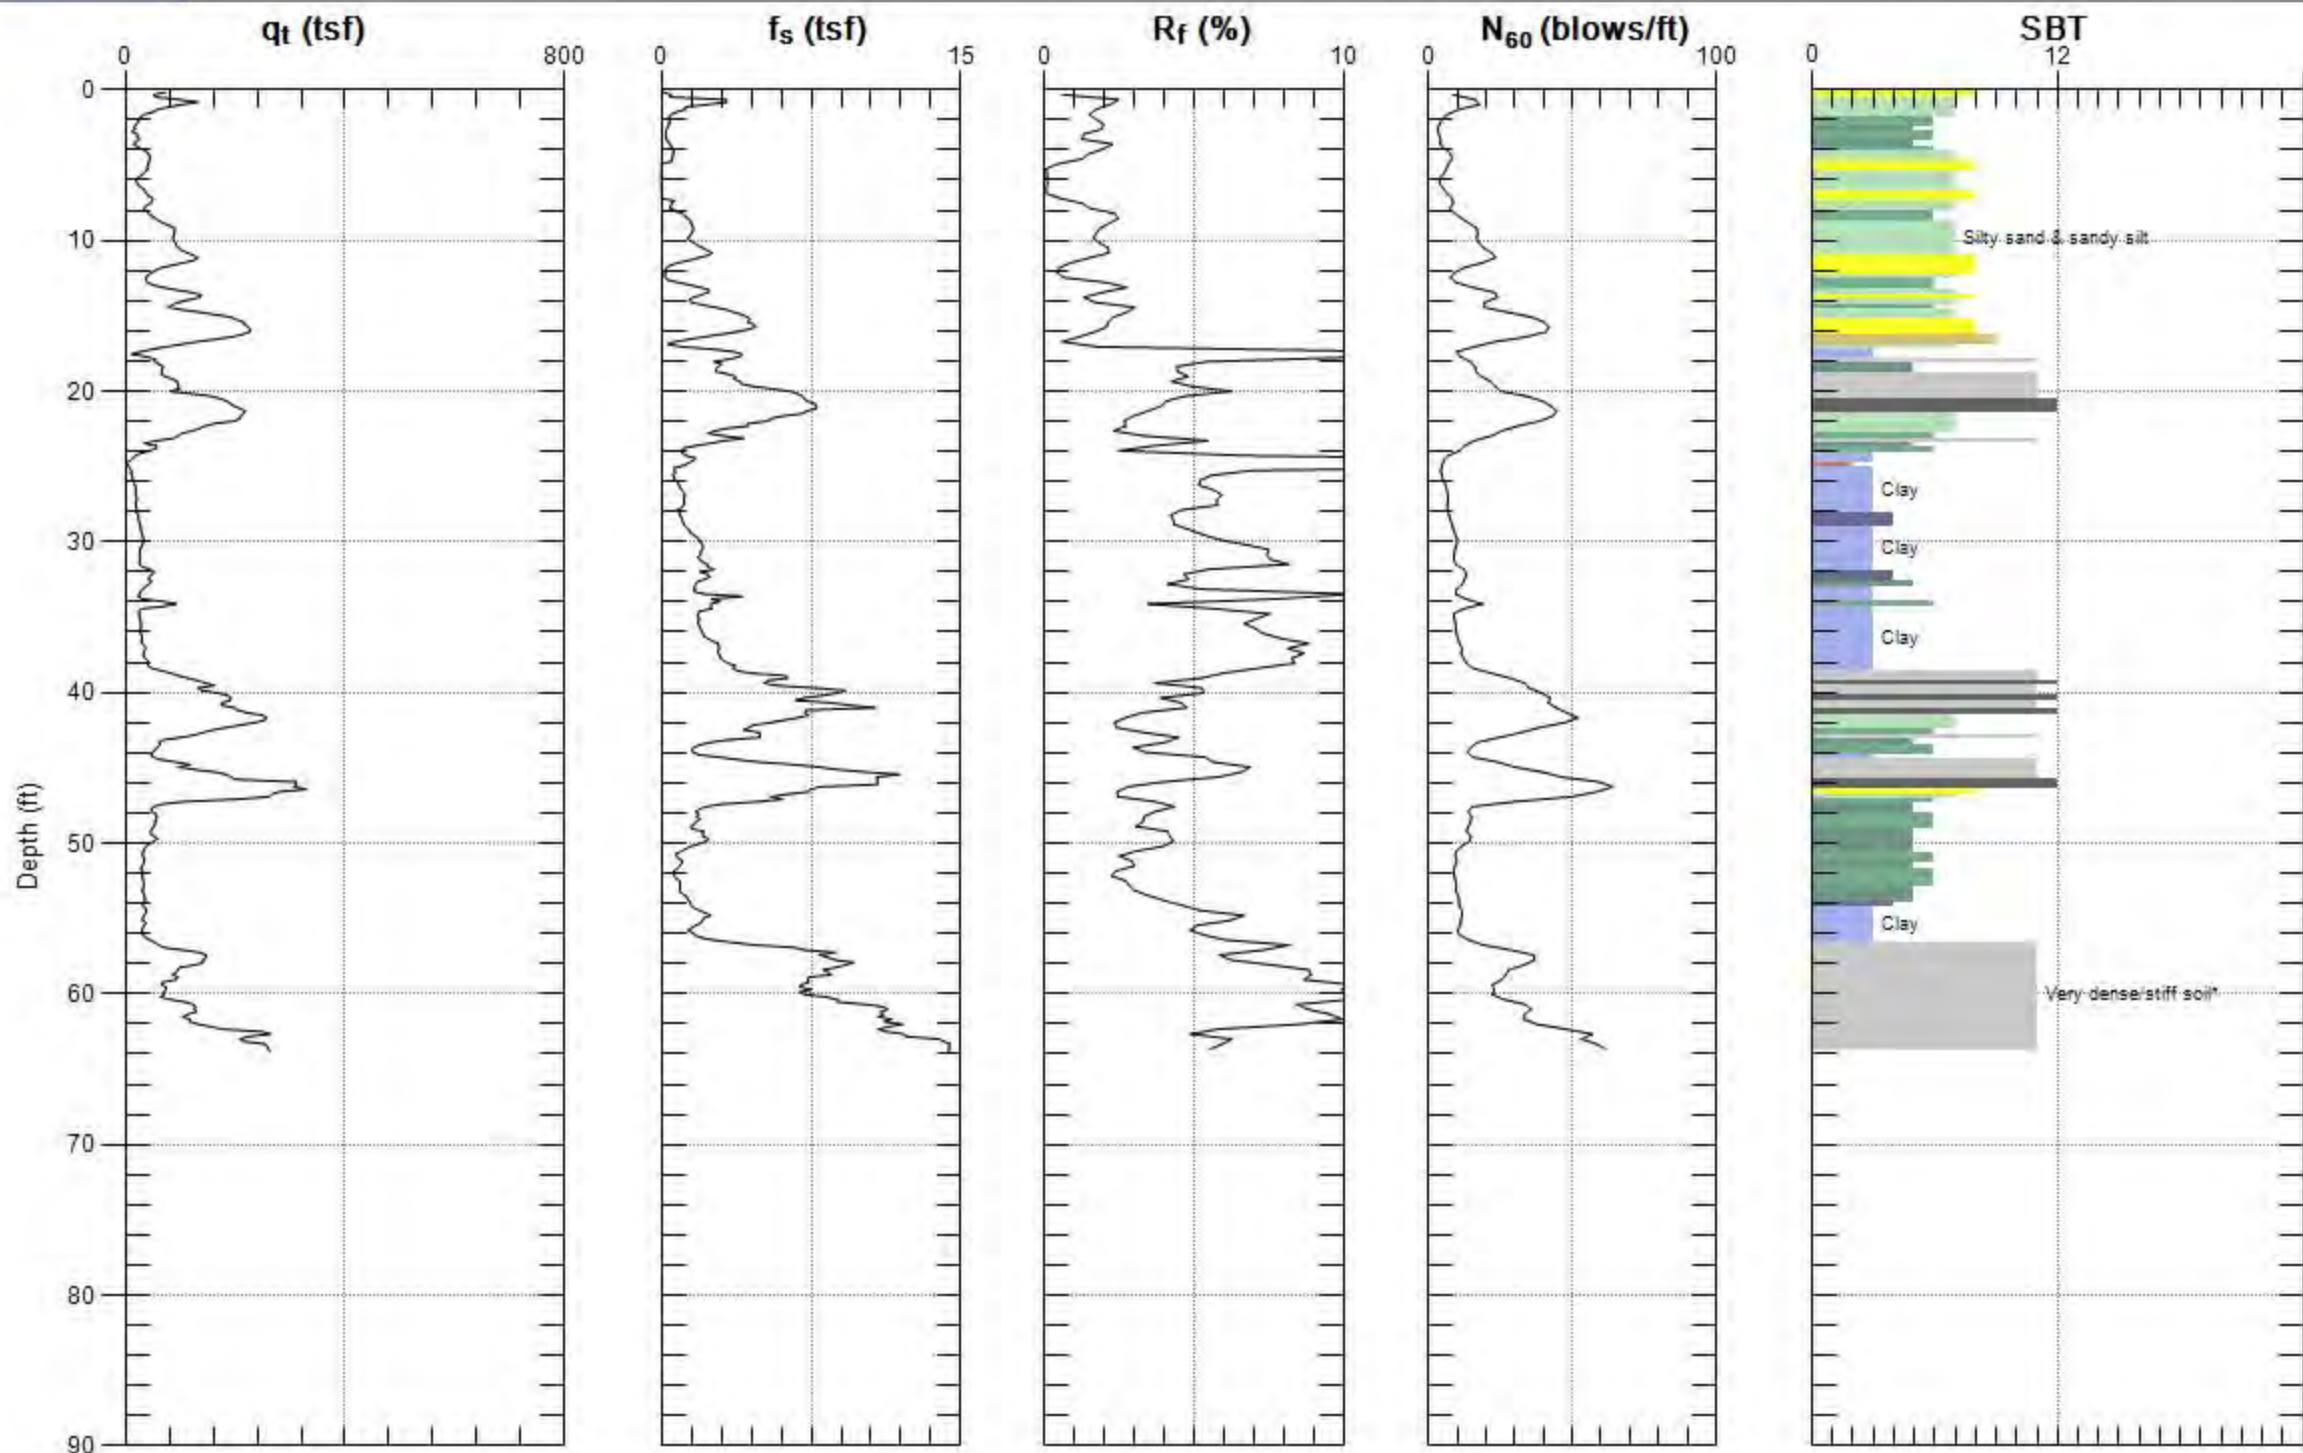 qt (tsf) fs (tsf) Rf (%) N60 (blows/ft) SBT
0 800 0 15 0 10 0 100 0 12
0
10
Silty sand & sandy silt
20
Clay
30
Clay
Clay
40
Depth (ft)
50
Clay
60
Very dense/stiff soil*
70
80
90